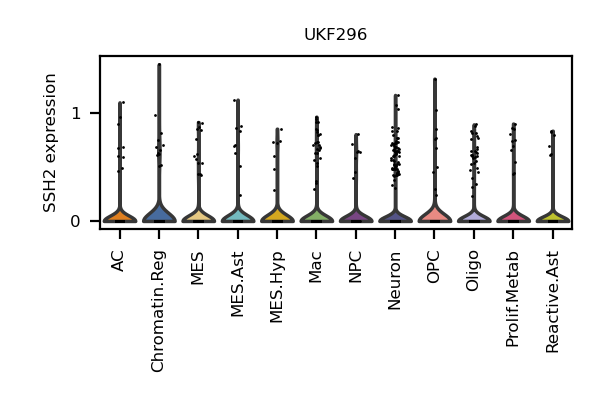 UKF296
SSH2 expression
1
0
AC
Chromatin.Reg
MES
MES.Ast
MES.Hyp
Mac
NPC
Neuron
OPC
Oligo
Prolif.Metab
Reactive.Ast